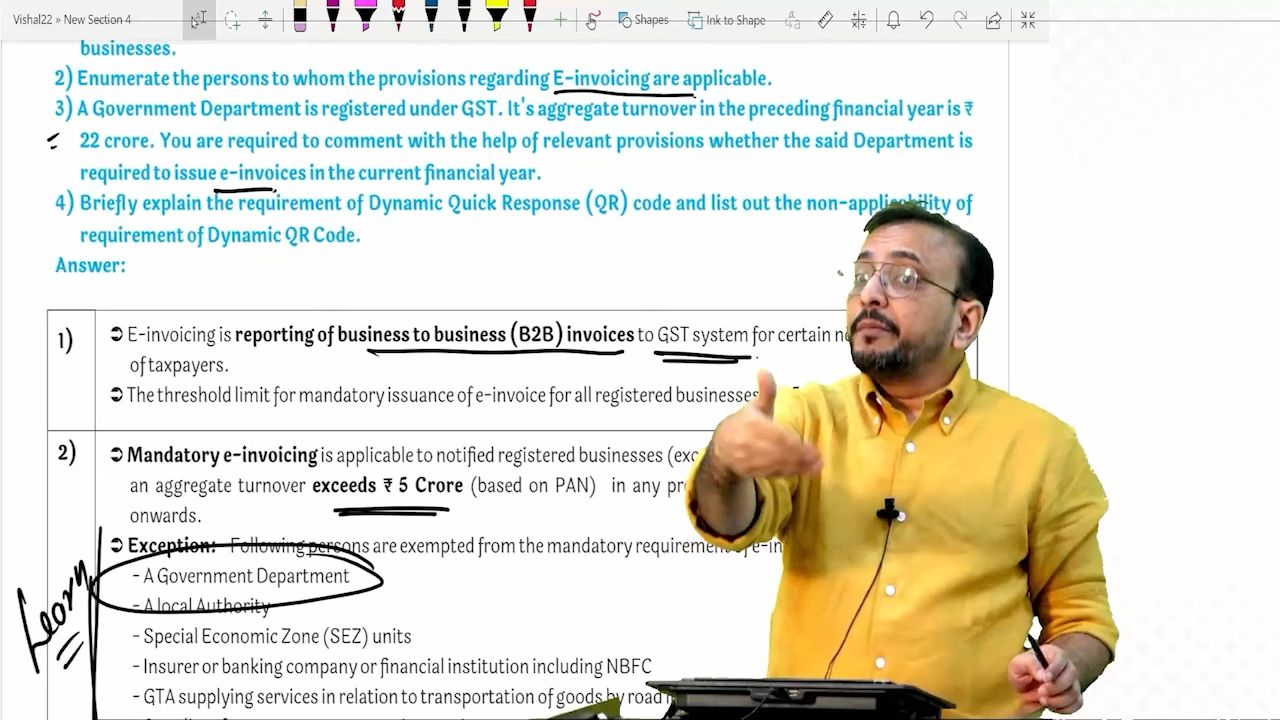 Vishal22 » New Section 4
Shapes
Ink to Shape
businesses.
2) Enumerate the persons to whom the provisions regarding E-invoicing are applicable.
3) A Government Department is registered under GST. It's aggregate turnover in the preceding financial year is ₹
22 crore. You are required to comment with the help of relevant provisions whether the said Department is
required to issue e-invoices in the current financial year.
4) Briefly explain the requirement of Dynamic Quick Response (QR) code and list out the non-applicability of
requirement of Dynamic QR Code.
Answer:
1) ➲ E-invoicing is reporting of business to business (B2B) invoices to GST system for certain
of taxpayers.
➲ The threshold limit for mandatory issuance of e-invoice for all registered businesses
2) ➲ Mandatory e-invoicing is applicable to notified registered businesses
an aggregate turnover exceeds ₹ 5 Crore (based on PAN) in any
onwards.
➲ Exception: Following persons are exempted from the mandatory requirement
- A Government Department
- A local Authority
Learn
- Special Economic Zone (SEZ) units
- Insurer or banking company or financial institution including NBFC
- GTA supplying services in relation to transportation of goods by road